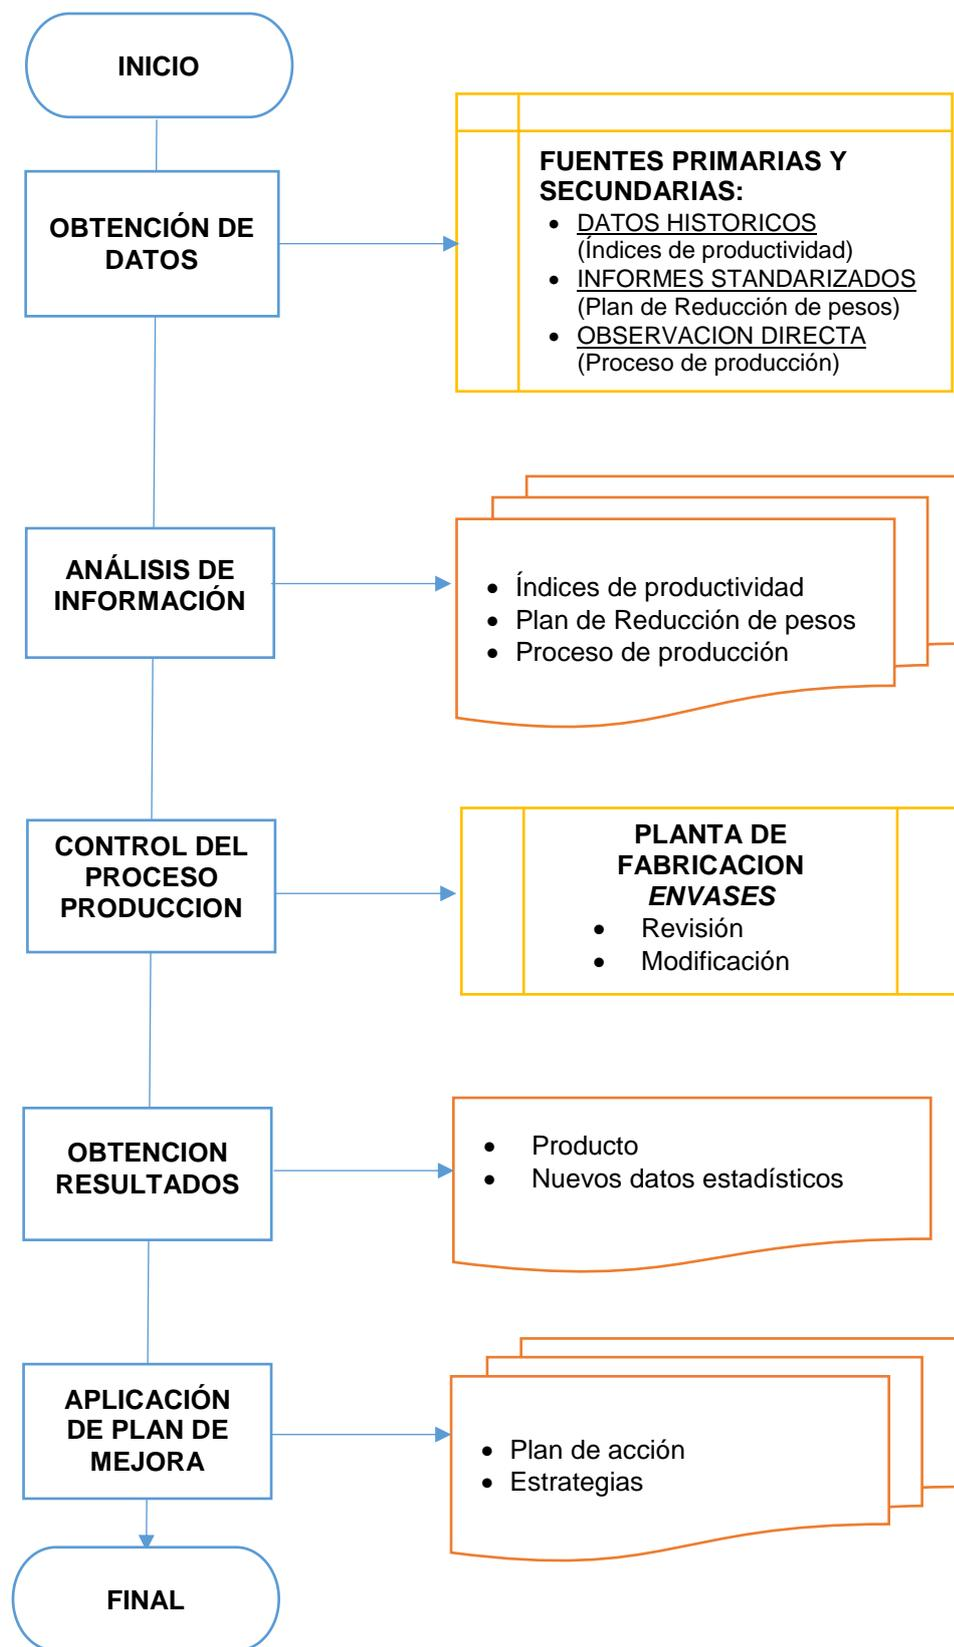 INICIO
OBTENCIÓN DE
DATOS
FUENTES PRIMARIAS Y
SECUNDARIAS:
• DATOS HISTORICOS
(Índices de productividad)
• INFORMES STANDARIZADOS
(Plan de Reducción de pesos)
• OBSERVACION DIRECTA
(Proceso de producción)
ANÁLISIS DE
INFORMACIÓN
• Índices de productividad
• Plan de Reducción de pesos
• Proceso de producción
CONTROL DEL
PROCESO
PRODUCCION
PLANTA DE
FABRICACION
ENVASES
• Revisión
• Modificación
OBTENCION
RESULTADOS
• Producto
• Nuevos datos estadísticos
APLICACIÓN
DE PLAN DE
MEJORA
• Plan de acción
• Estrategias
FINAL